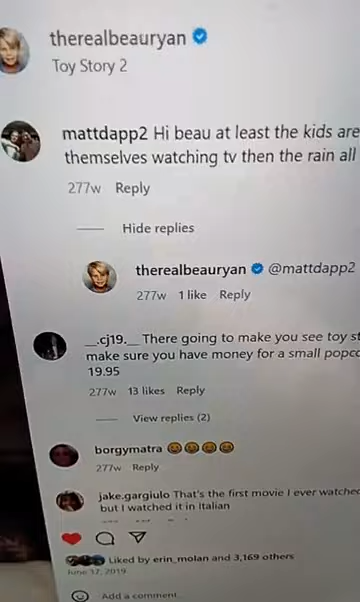 therealbeauryan
Toy Story 2
mattdapp2 Hi beau at least the kids are
themselves watching tv then the rain all
277w Reply
Hide replies
therealbeauryan @mattdapp2
277w 1 like Reply
__.cj19.__ There going to make you see toy st
make sure you have money for a small popco
19.95
277w 13 likes Reply
View replies (2)
borgymatra 😄😄😄😄
277w Reply
jake.gargiulo That's the first movie I ever watched
but I watched it in Italian
Liked by erin_molan and 3,169 others
June 17, 2019
Add a comment...